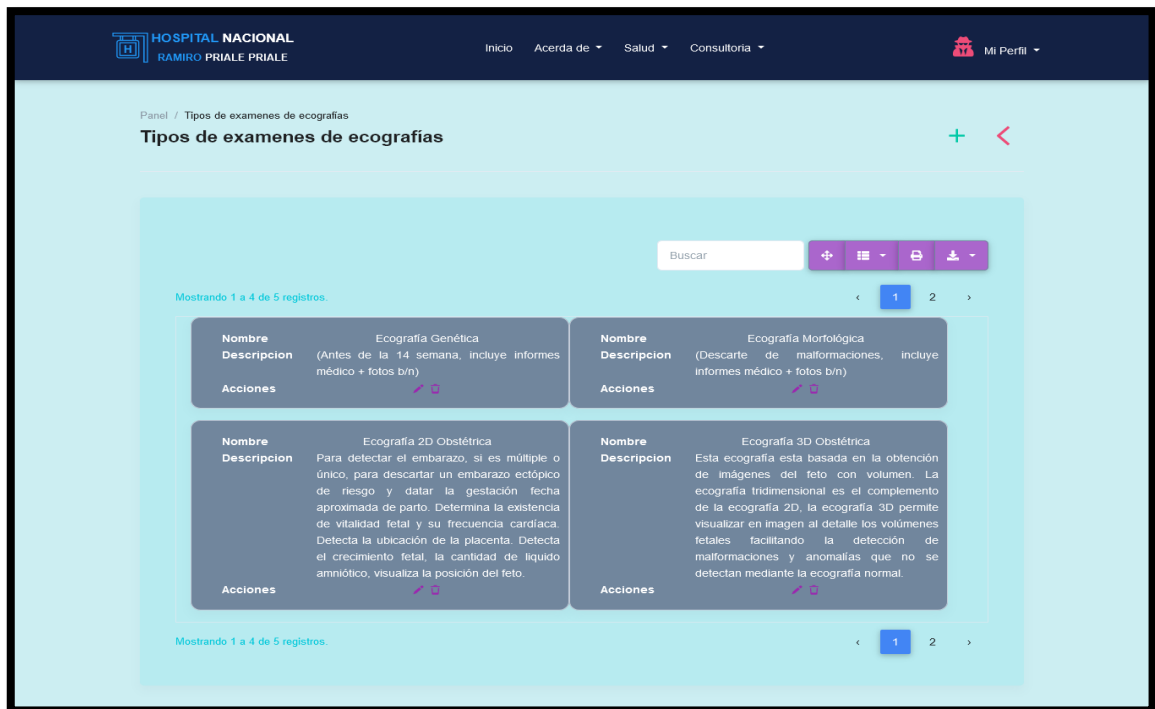 HOSPITAL NACIONAL
RAMIRO PRIALE PRIALE
H
Inicio Acerda de Salud Consultoria
Mi Perfil
Panel / Tipos de examenes de ecografías
Tipos de examenes de ecografías
Buscar
Mostrando 1 a 4 de 5 registros.
‹ 1 2 ›
Nombre Ecografía Genética
Descripcion (Antes de la 14 semana, incluye informes
médico + fotos b/n)
Acciones
Nombre Ecografía Morfológica
Descripcion (Descarte de malformaciones, incluye
informes médico + fotos b/n)
Acciones
Nombre Ecografía 2D Obstétrica
Descripcion Para detectar el embarazo, si es múltiple o
único, para descartar un embarazo ectópico
de riesgo y datar la gestación fecha
aproximada de parto. Determina la existencia
de vitalidad fetal y su frecuencia cardíaca.
Detecta la ubicación de la placenta. Detecta
el crecimiento fetal, la cantidad de liquido
amniótico, visualiza la posición del feto.
Acciones
Nombre Ecografía 3D Obstétrica
Descripcion Esta ecografía esta basada en la obtención
de imágenes del feto con volumen. La
ecografía tridimensional es el complemento
de la ecografía 2D, la ecografía 3D permite
visualizar en imagen al detalle los volúmenes
fetales facilitando la detección de
malformaciones y anomalías que no se
detectan mediante la ecografía normal.
Acciones
Mostrando 1 a 4 de 5 registros.
‹ 1 2 ›